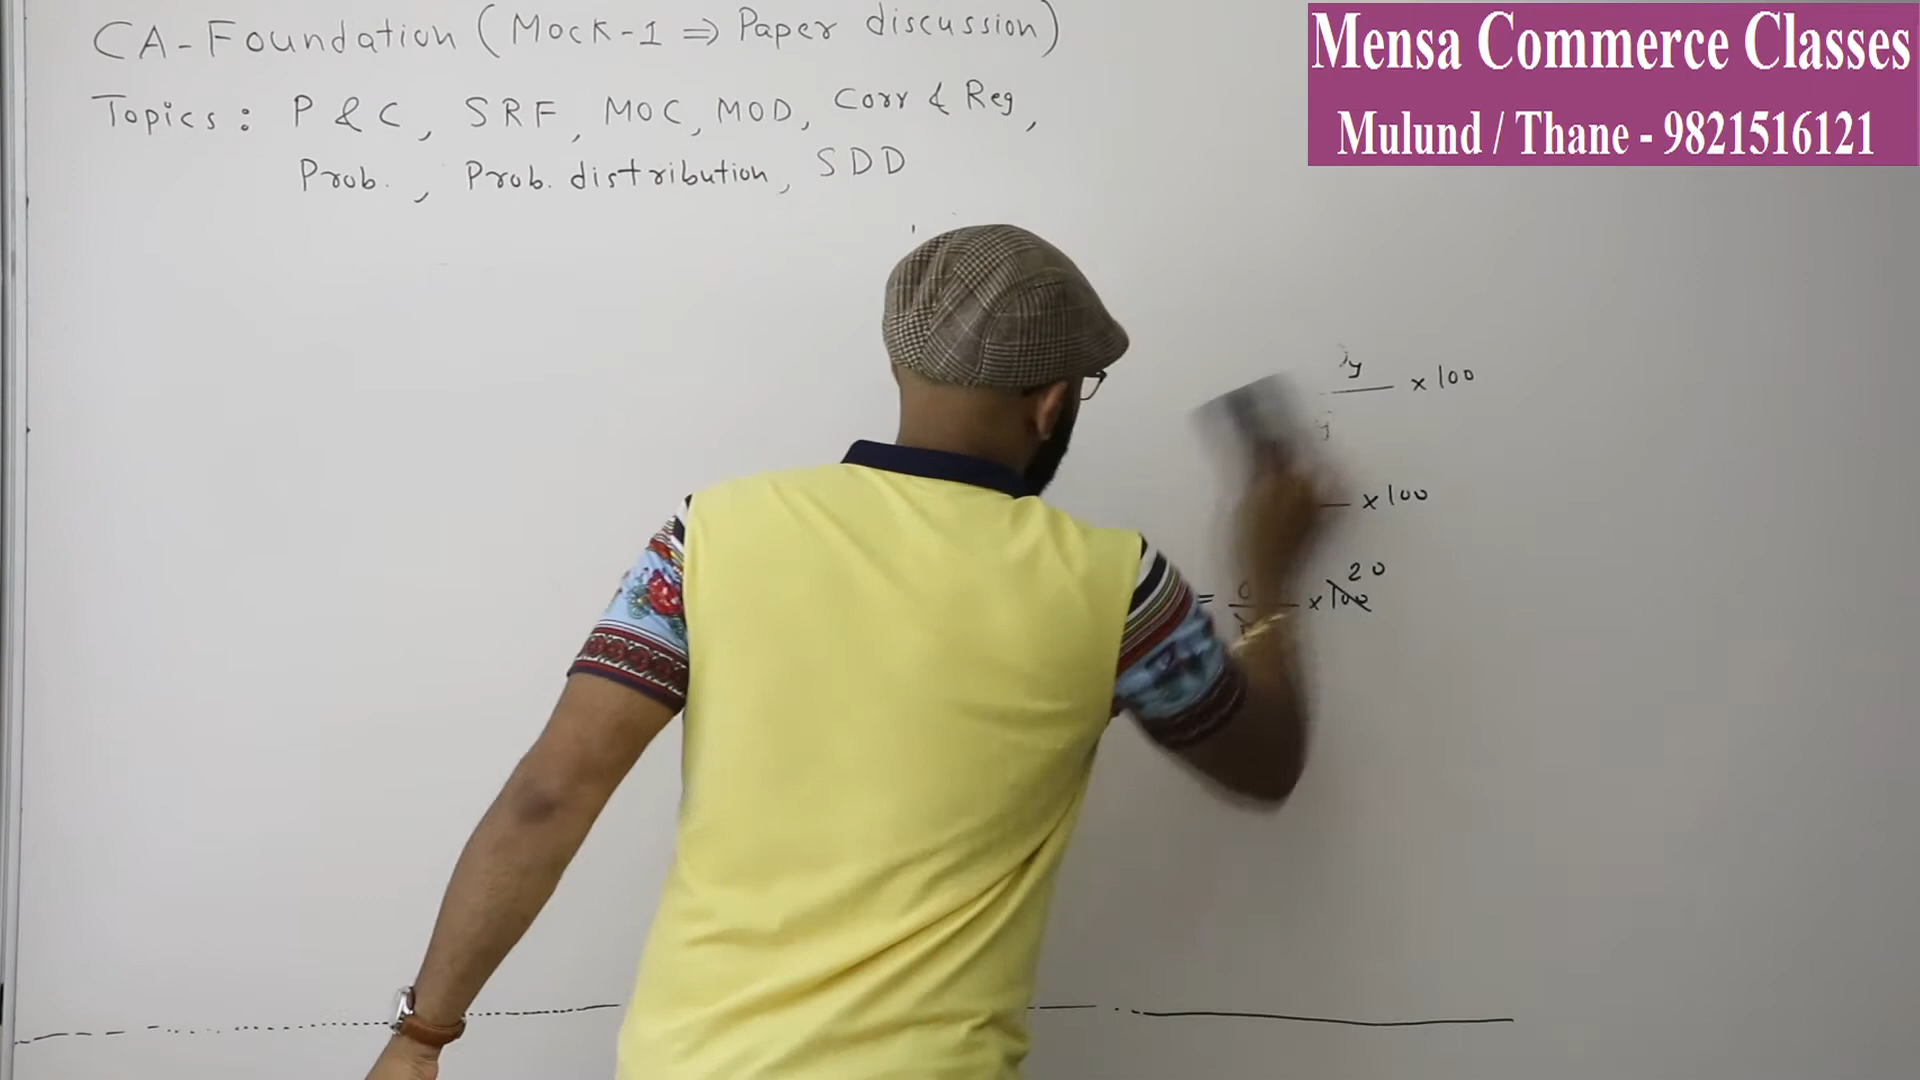 CA-Foundation (Mock-1 ⇒ Paper discussion)
Topics : P & C, SRF, MOC, MOD, Corr & Reg,
Prob., Prob. distribution, SDD
Mensa Commerce Classes
Mulund / Thane - 9821516121
y × 100
y
× 100
20
= × 100